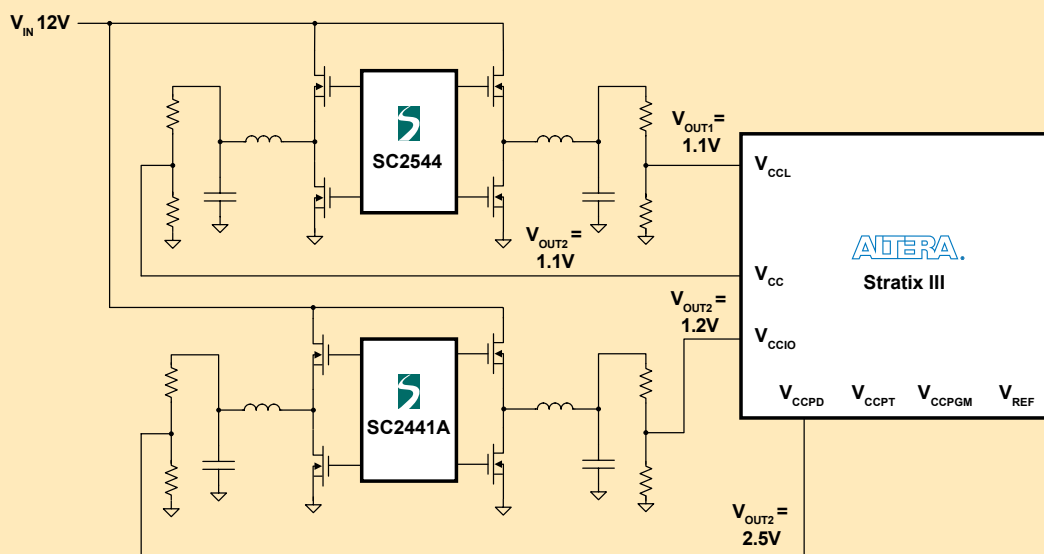 VIN 12V
SC2544
VOUT1 =
1.1V
VCCL
VOUT2 =
1.1V
VCC
ALTERA.
Stratix III
VOUT2 =
1.2V
VCCIO
VCCPD VCCPT VCCPGM VREF
SC2441A
VOUT2 =
2.5V